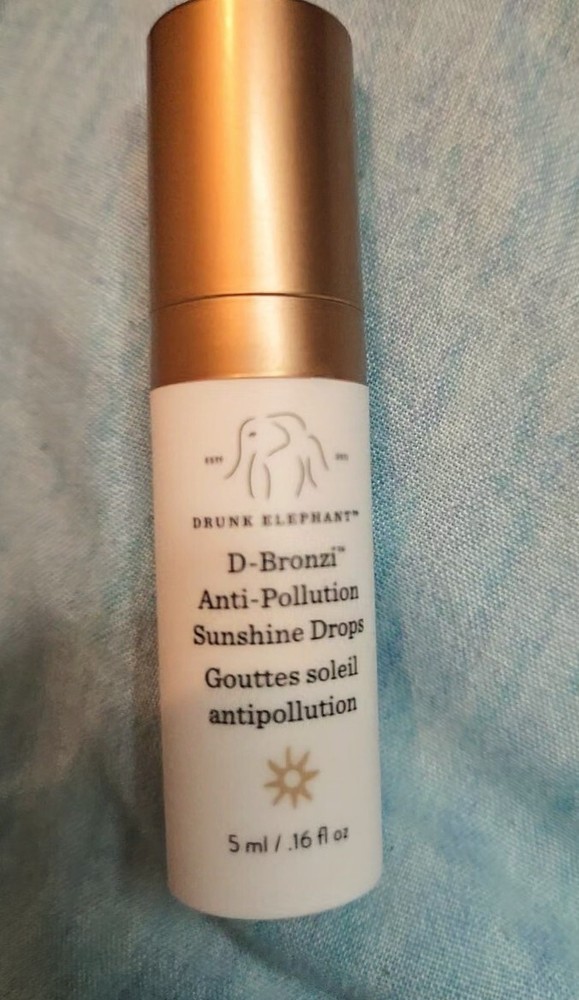 DRUNK ELEPHANT™
D-Bronzi™
Anti-Pollution
Sunshine Drops
Gouttes soleil
antipollution
5 ml / .16 fl oz